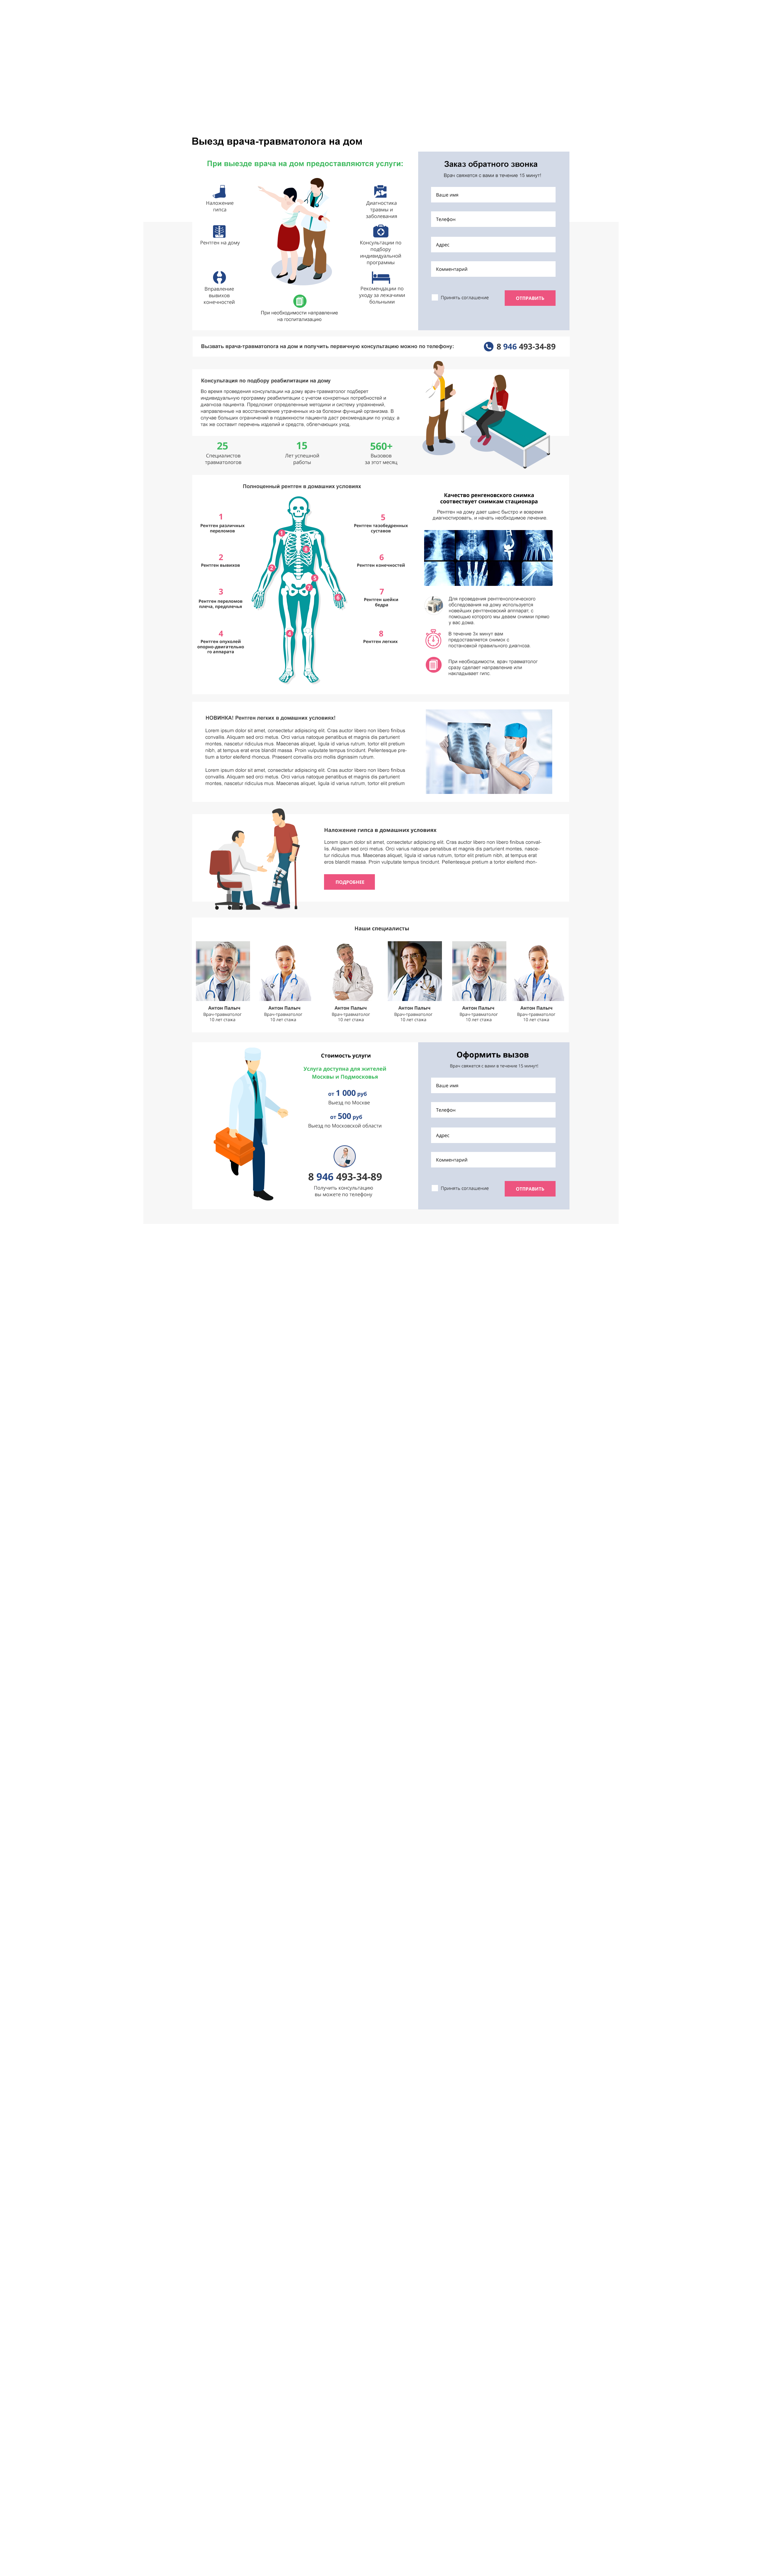 Выезд врача-травматолога на дом
При выезде врача на дом предоставляются услуги:
Наложение
гипса
Рентген на дому
Вправление
вывихов
конечностей
Диагностика
травмы и
заболевания
Консультации по
подбору
индивидуальной
программы
Рекомендации по
уходу за лежачими
больными
При необходимости направление
на госпитализацию
Заказ обратного звонка
Врач свяжется с вами в течение 15 минут!
Ваше имя
Телефон
Адрес
Комментарий
Принять соглашения
ОТПРАВИТЬ
Вызвать врача-травматолога на дом и получить первичную консультацию можно по телефону:
8 946 493-34-89
Консультация по подбору реабилитации на дому
Во время проведения консультации на дому врач-травматолог подберет
индивидуальную программу реабилитации с учетом конкретных потребностей и
диагноза пациента. Предложит определенные методики и систему упражнений,
направленные на восстановление утраченных из-за болезни функций организма. В
случае больших ограничений в подвижности пациента даст рекомендации по уходу, а
так же составит перечень изделий и средств, облегчающих уход.
25
Специалистов
травматологов
15
Лет успешной
работы
560+
Вызовов
за этот месяц
Полноценный рентген в домашних условиях
1
Рентген различных
переломов
2
Рентген вывихов
3
Рентген переломов
плеча, предплечья
4
Рентген опухолей
опорно-двигательно
го аппарата
5
Рентген тазобедренных
суставов
6
Рентген конечностей
7
Рентген шейки
бедра
8
Рентген легких
1
8
2
5
7
6
4
Качество ренгеновского снимка
соотвествует снимкам стационара
Рентген на дому дает шанс быстро и вовремя
диагностировать, и начать необходимое лечение.
Для проведения рентгенологического
обследования на дому используется
новейших рентгеновский аппарат, с
помощью которого мы делаем снимки прямо
у вас дома.
В течение 3х минут вам
предоставляется снимок с
постановкой правильного диагноза.
При необходимости, врач травматолог
сразу сделает направление или
накладывает гипс.
НОВИНКА! Рентген легких в домашних условиях!
Lorem ipsum dolor sit amet, consectetur adipiscing elit. Cras auctor libero non libero finibus
convallis. Aliquam sed orci metus. Orci varius natoque penatibus et magnis dis parturient
montes, nascetur ridiculus mus. Maecenas aliquet, ligula id varius rutrum, tortor elit pretium
nibh, at tempus erat eros blandit massa. Proin vulputate tempus tincidunt. Pellentesque pre-
tium a tortor eleifend rhoncus. Praesent convallis orci mollis dignissim rutrum.
Lorem ipsum dolor sit amet, consectetur adipiscing elit. Cras auctor libero non libero finibus
convallis. Aliquam sed orci metus. Orci varius natoque penatibus et magnis dis parturient
montes, nascetur ridiculus mus. Maecenas aliquet, ligula id varius rutrum, tortor elit pretium
Наложение гипса в домашних условиях
Lorem ipsum dolor sit amet, consectetur adipiscing elit. Cras auctor libero non libero finibus conval-
lis. Aliquam sed orci metus. Orci varius natoque penatibus et magnis dis parturient montes, nasce-
tur ridiculus mus. Maecenas aliquet, ligula id varius rutrum, tortor elit pretium nibh, at tempus erat
eros blandit massa. Proin vulputate tempus tincidunt. Pellentesque pretium a tortor eleifend rhon-
ПОДРОБНЕЕ
Наши специалисты
Антон Палыч
Врач-травматолог
10 лет стажа
Антон Палыч
Врач-травматолог
10 лет стажа
Антон Палыч
Врач-травматолог
10 лет стажа
Антон Палыч
Врач-травматолог
10 лет стажа
Антон Палыч
Врач-травматолог
10 лет стажа
Антон Палыч
Врач-травматолог
10 лет стажа
Стоимость услуги
Услуга доступна для жителей
Москвы и Подмосковья
от 1 000 руб
Выезд по Москве
от 500 руб
Выезд по Московской области
8 946 493-34-89
Получить консультацию
вы можете по телефону
Оформить вызов
Врач свяжется с вами в течение 15 минут!
Ваше имя
Телефон
Адрес
Комментарий
Принять соглашения
ОТПРАВИТЬ